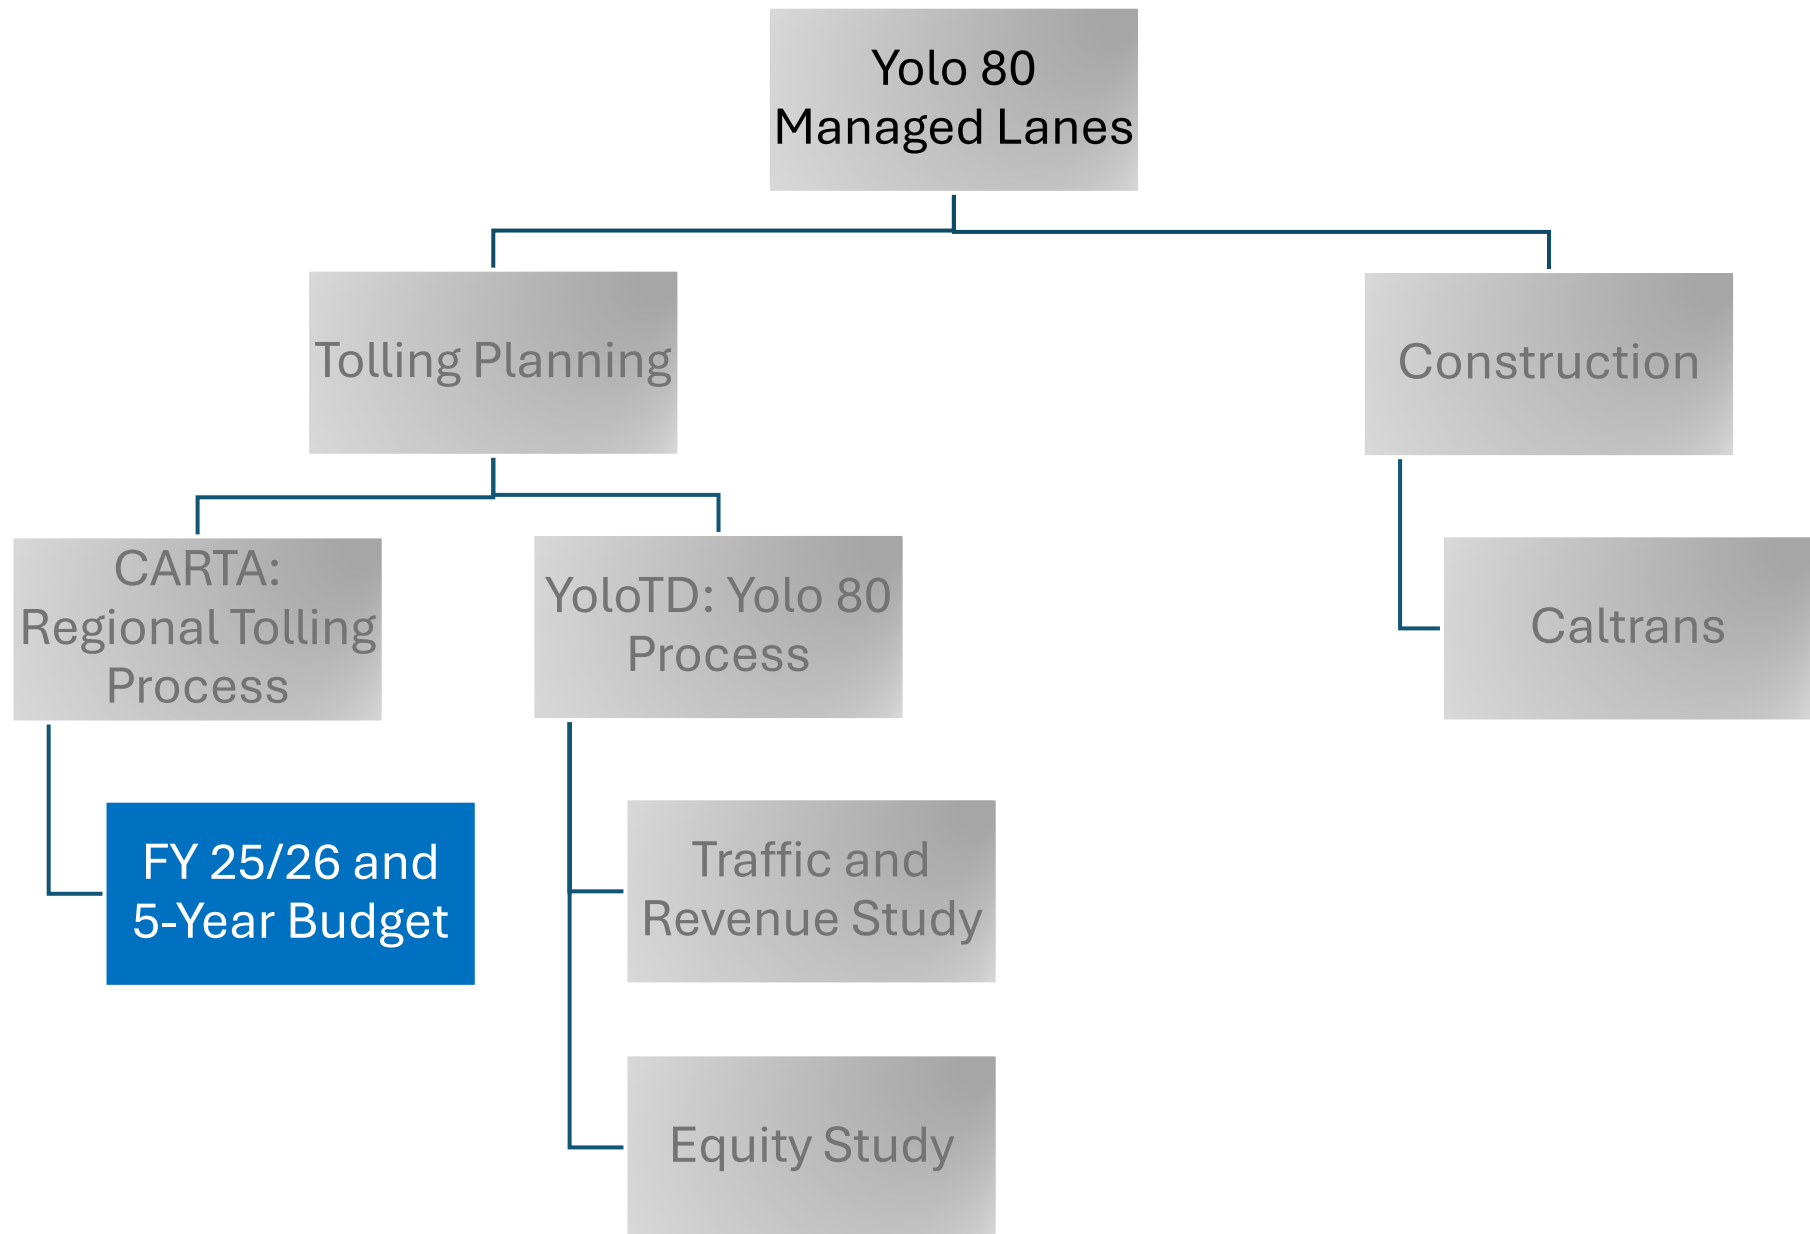 Yolo 80
Managed Lanes
Tolling Planning
Construction
CARTA:
Regional Tolling
Process
YoloTD: Yolo 80
Process
Caltrans
FY 25/26 and
5-Year Budget
Traffic and
Revenue Study
Equity Study